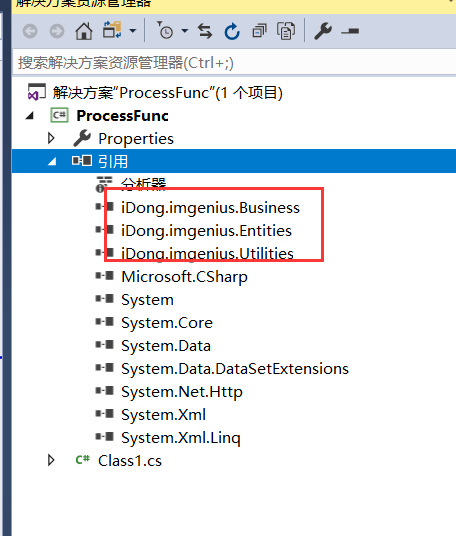 解决方案资源管理器
搜索解决方案资源管理器(Ctrl+;)
解决方案"ProcessFunc"(1 个项目)
C# ProcessFunc
Properties
引用
分析器
iDong.imgenius.Business
iDong.imgenius.Entities
iDong.imgenius.Utilities
Microsoft.CSharp
System
System.Core
System.Data
System.Data.DataSetExtensions
System.Net.Http
System.Xml
System.Xml.Linq
C# Class1.cs